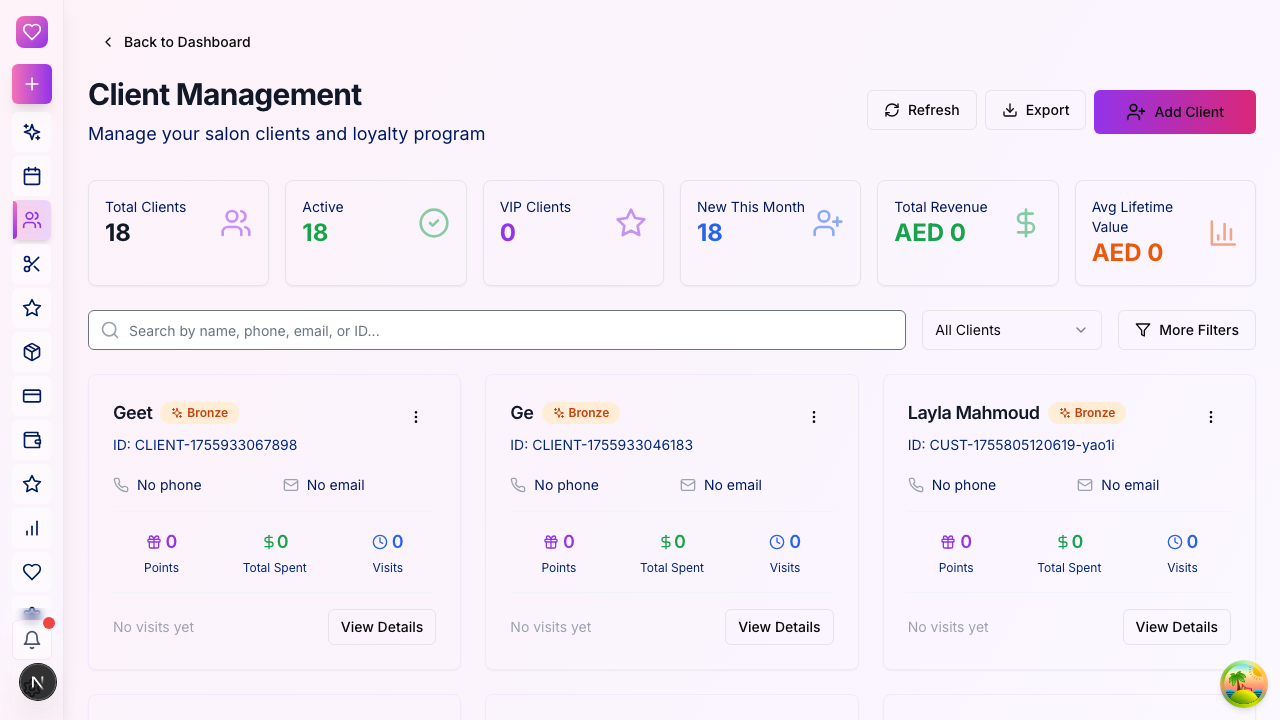 Back to Dashboard
Client Management
Manage your salon clients and loyalty program
Refresh
Export
Add Client
Total Clients
18
Active
18
VIP Clients
0
New This Month
18
Total Revenue
AED 0
Avg Lifetime
Value
AED 0
Search by name, phone, email, or ID...
All Clients
More Filters
Geet
Bronze
ID: CLIENT-1755933067898
No phone
No email
0
Points
$0
Total Spent
0
Visits
No visits yet
View Details
Ge
Bronze
ID: CLIENT-1755933046183
No phone
No email
0
Points
$0
Total Spent
0
Visits
No visits yet
View Details
Layla Mahmoud
Bronze
ID: CUST-1755805120619-yao1i
No phone
No email
0
Points
$0
Total Spent
0
Visits
No visits yet
View Details
N